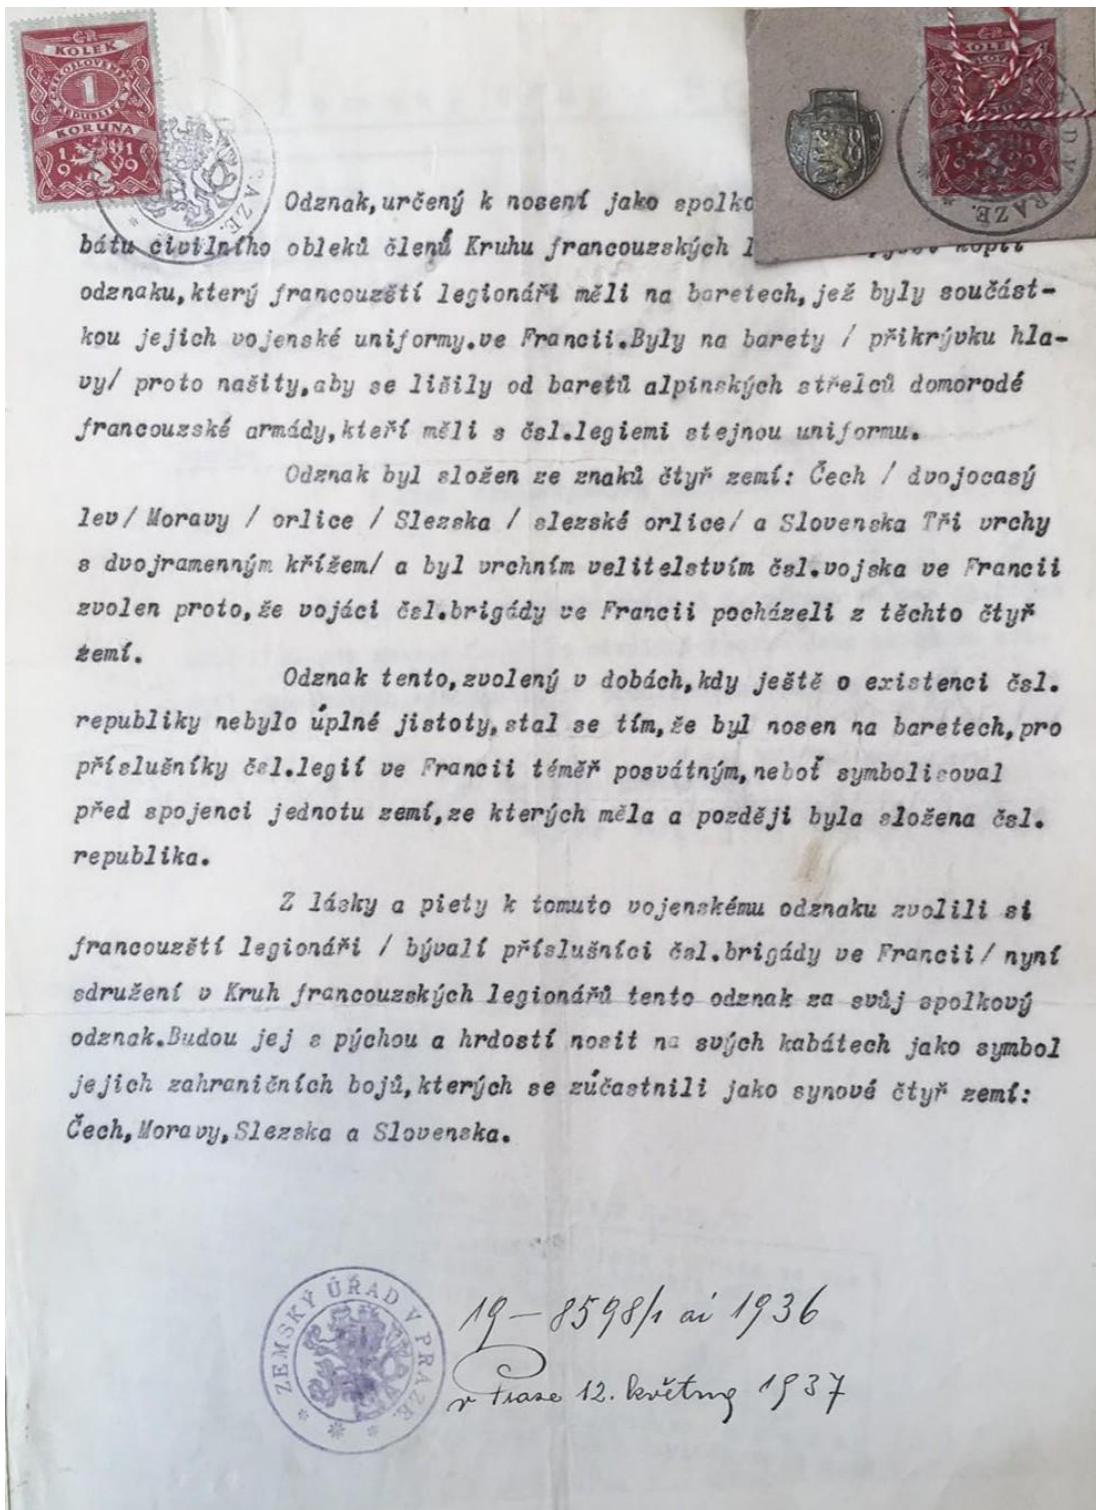 ČR
KOLEK
ČESKOSLOVENSKÁ
1
REPUBLIKA
KORUNA
1919
KOLEK
RAZE.
D V RAZE.
Odznak,určený k nosení jako spolko
bátu civilního obleků členů Kruhu francouzských l kopií
odznaku,který francouzští legionáři měli na baretech,jež byly součást-
kou jejich vojenské uniformy.ve Francii.Byly na barety / přikrývku hla-
vy/ proto našity,aby se lišily od baretů alpinských střelců domorodé
francouzské armády,kteří měli s čsl.legiemi stejnou uniformu.
Odznak byl složen ze znaků čtyř zemí: Čech / dvojocasý
lev/ Moravy / orlice / Slezska / slezské orlice/ a Slovenska Tři vrchy
s dvojramenným křížem/ a byl vrchním velitelstvím čsl.vojska ve Francii
zvolen proto,že vojáci čsl.brigády ve Francii pocházeli z těchto čtyř
zemí.
Odznak tento,zvolený v dobách,kdy ještě o existenci čsl.
republiky nebylo úplné jistoty,stal se tím,že byl nosen na baretech,pro
příslušníky čsl.legií ve Francii téměř posvátným,neboť symbolisoval
před spojenci jednotu zemí,ze kterých měla a později byla složena čsl.
republika.
Z lásky a piety k tomuto vojenskému odznaku zvolili si
francouzští legionáři / bývalí příslušníci čsl.brigády ve Francii/ nyní
sdružení v Kruh francouzských legionářů tento odznak za svůj spolkový
odznak.Budou jej s pýchou a hrdostí nosit na svých kabátech jako symbol
jejich zahraničních bojů,kterých se zúčastnili jako synové čtyř zemí:
Čech,Moravy,Slezska a Slovenska.
ZEMSKÝ ÚŘAD V PRAZE.
19-8598/1 ai 1936
v Praze 12. května 1937